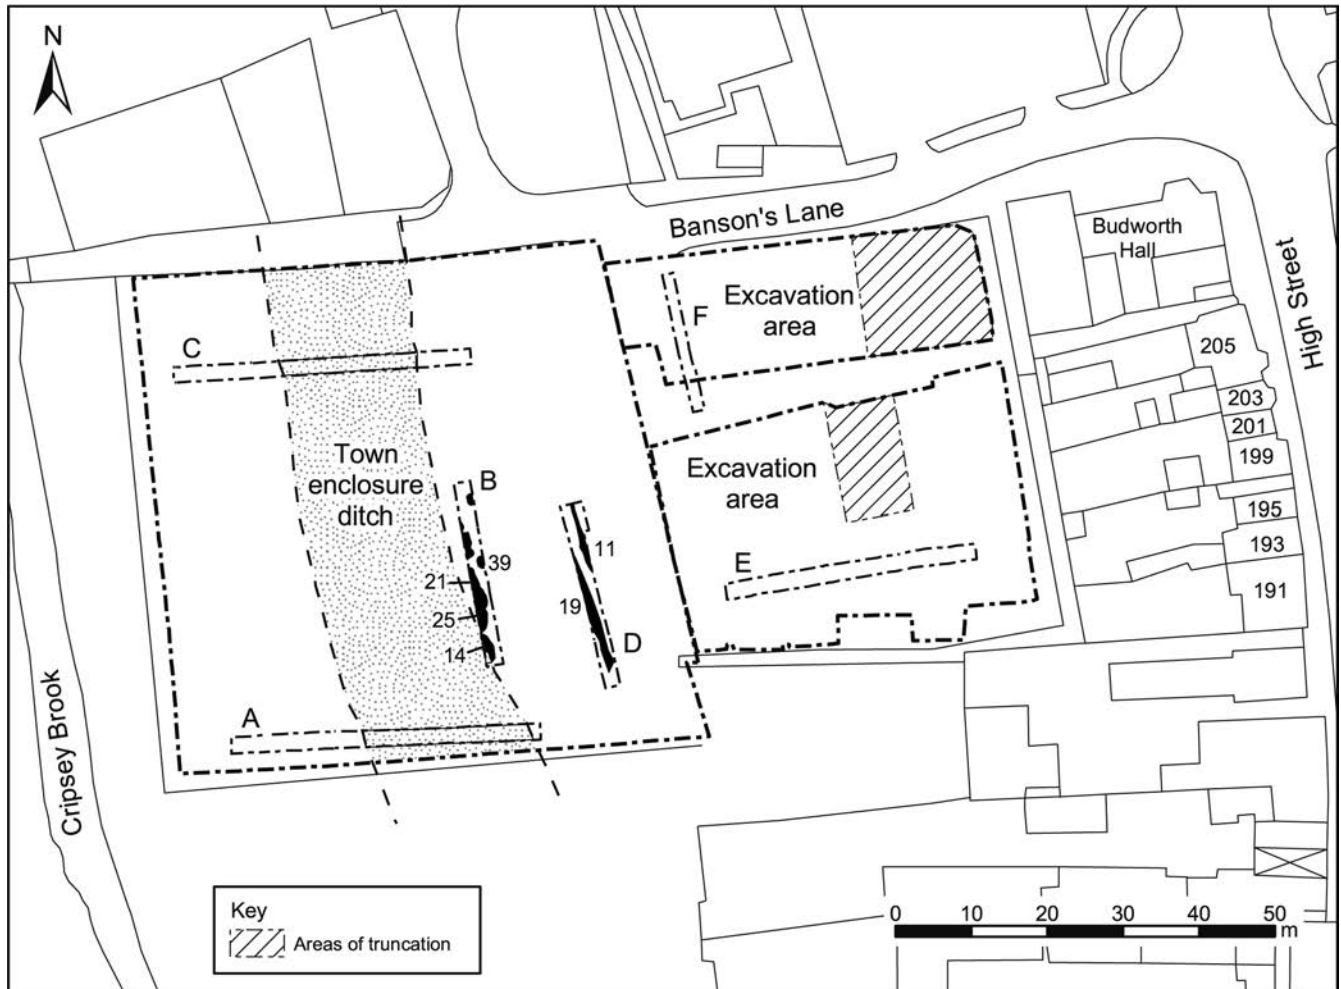 N
Banson's Lane
Budworth
Hall
High Street
Excavation
area
F
C
205
203
201
199
195
193
191
Town
enclosure
ditch
Excavation
area
B
39
21
25
14
11
19
D
E
A
Cripsey Brook
Key
Areas of truncation
0 10 20 30 40 50
m